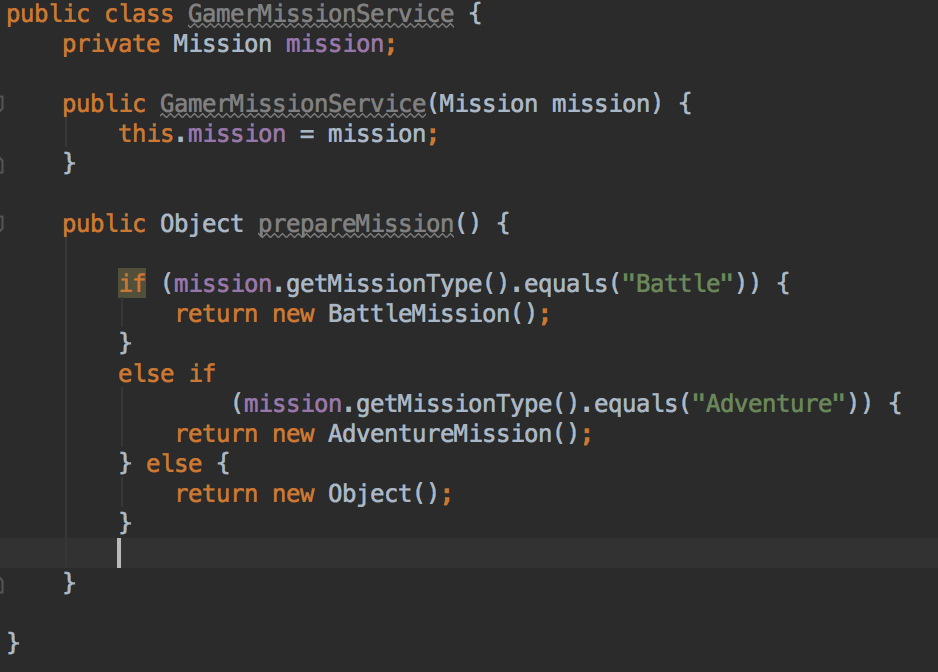 public class GamerMissionService {
    private Mission mission;

    public GamerMissionService(Mission mission) {
        this.mission = mission;
    }

    public Object prepareMission() {

        if (mission.getMissionType().equals("Battle")) {
            return new BattleMission();
        }
        else if
                (mission.getMissionType().equals("Adventure")) {
            return new AdventureMission();
        } else {
            return new Object();
        }

    }

}